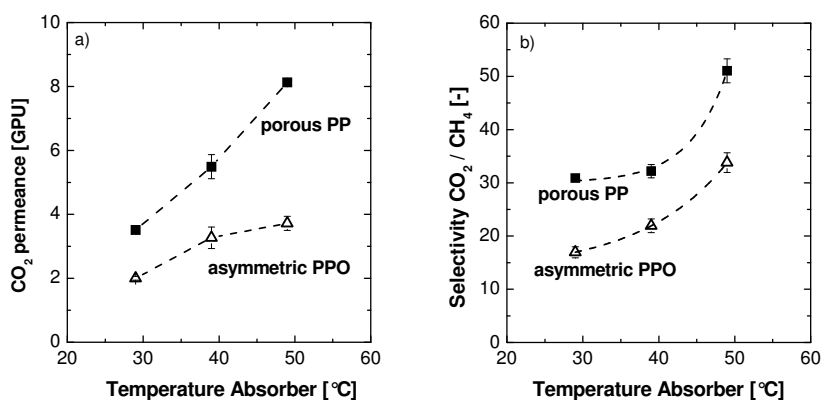 a)
CO2 permeance [GPU]
10
8
6
4
2
0
porous PP
asymmetric PPO
20 30 40 50 60
Temperature Absorber [°C]
b)
Selectivity CO2 / CH4 [-]
60
50
40
30
20
10
0
porous PP
asymmetric PPO
20 30 40 50 60
Temperature Absorber [°C]